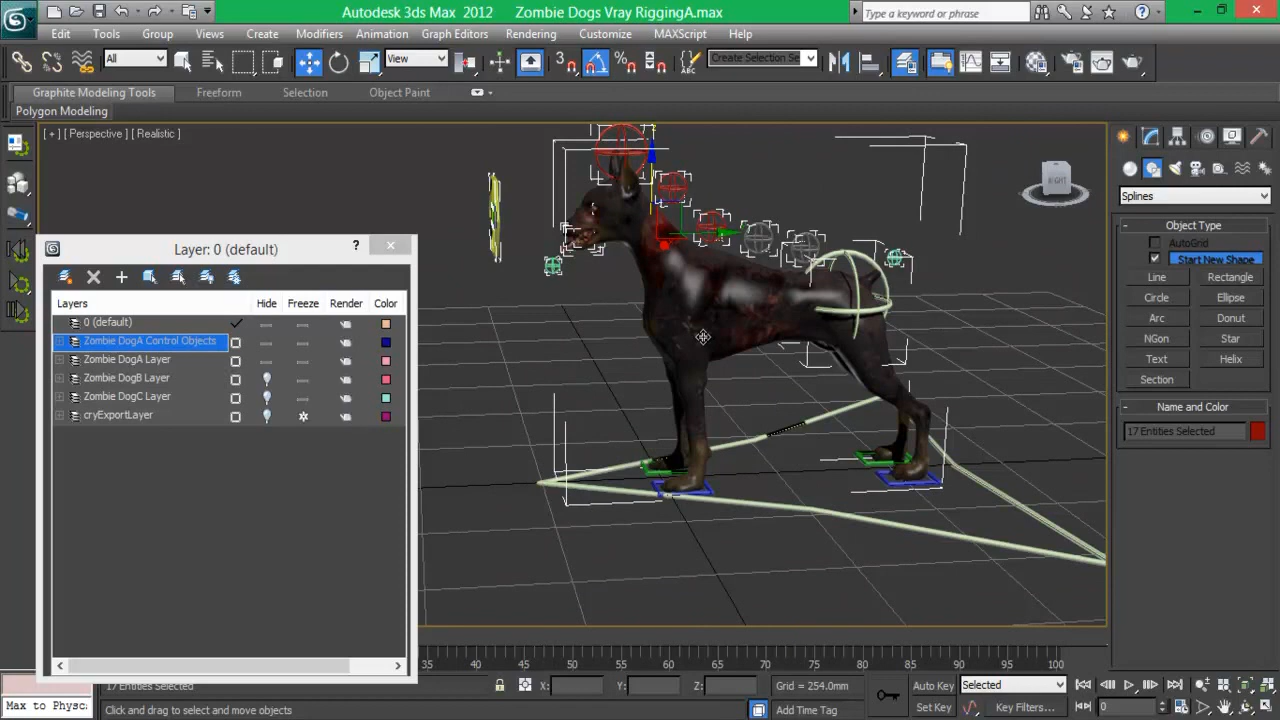 Autodesk 3ds Max 2012 Zombie Dogs Vray RiggingA.max
Type a keyword or phrase
Edit Tools Group Views Create Modifiers Animation Graph Editors Rendering Customize MAXScript Help
All View 3 Create Selection Se
Graphite Modeling Tools Freeform Selection Object Paint
Polygon Modeling
[ + ] [ Perspective ] [ Realistic ]
RIGHT
Layer: 0 (default) ?
Layers Hide Freeze Render Color
0 (default)
Zombie DogA Control Objects
Zombie DogA Layer
Zombie DogB Layer
Zombie DogC Layer
cryExportLayer
Splines
- Object Type
AutoGrid
Start New Shape
Line Rectangle
Circle Ellipse
Arc Donut
NGon Star
Text Helix
Section
- Name and Color
17 Entities Selected
35 40 45 50 55 60 65 70 75 80 85 90 95 100
17 Entities Selected X: Y: Z: Grid = 254.0mm Auto Key Selected
Max to Physc Click and drag to select and move objects Add Time Tag Set Key Key Filters... 0